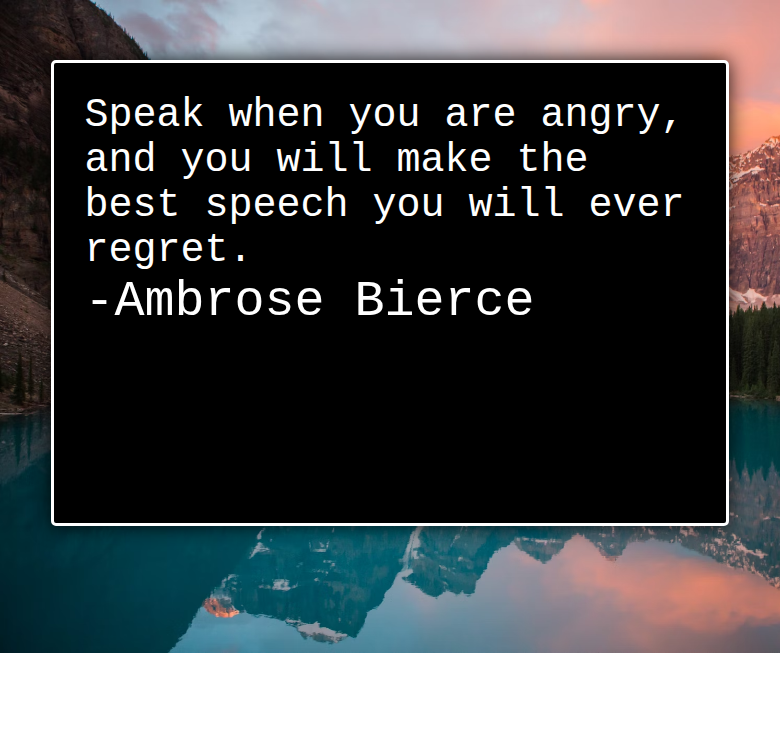 Speak when you are angry,
and you will make the
best speech you will ever
regret.
-Ambrose Bierce